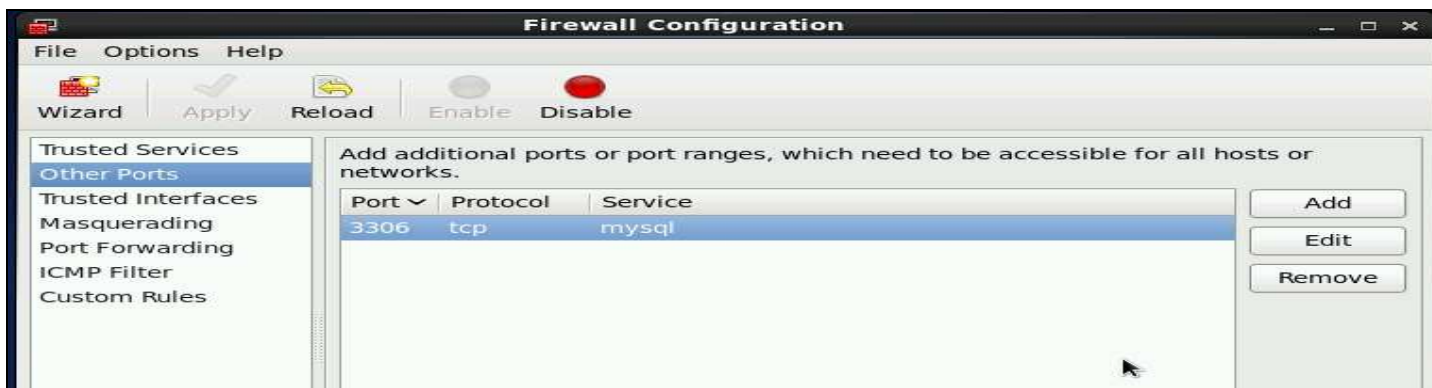 Firewall Configuration
File Options Help
Wizard Apply Reload Enable Disable
Trusted Services
Other Ports
Trusted Interfaces
Masquerading
Port Forwarding
ICMP Filter
Custom Rules
Add additional ports or port ranges, which need to be accessible for all hosts or
networks.
Port Protocol Service
3306 tcp mysql
Add
Edit
Remove